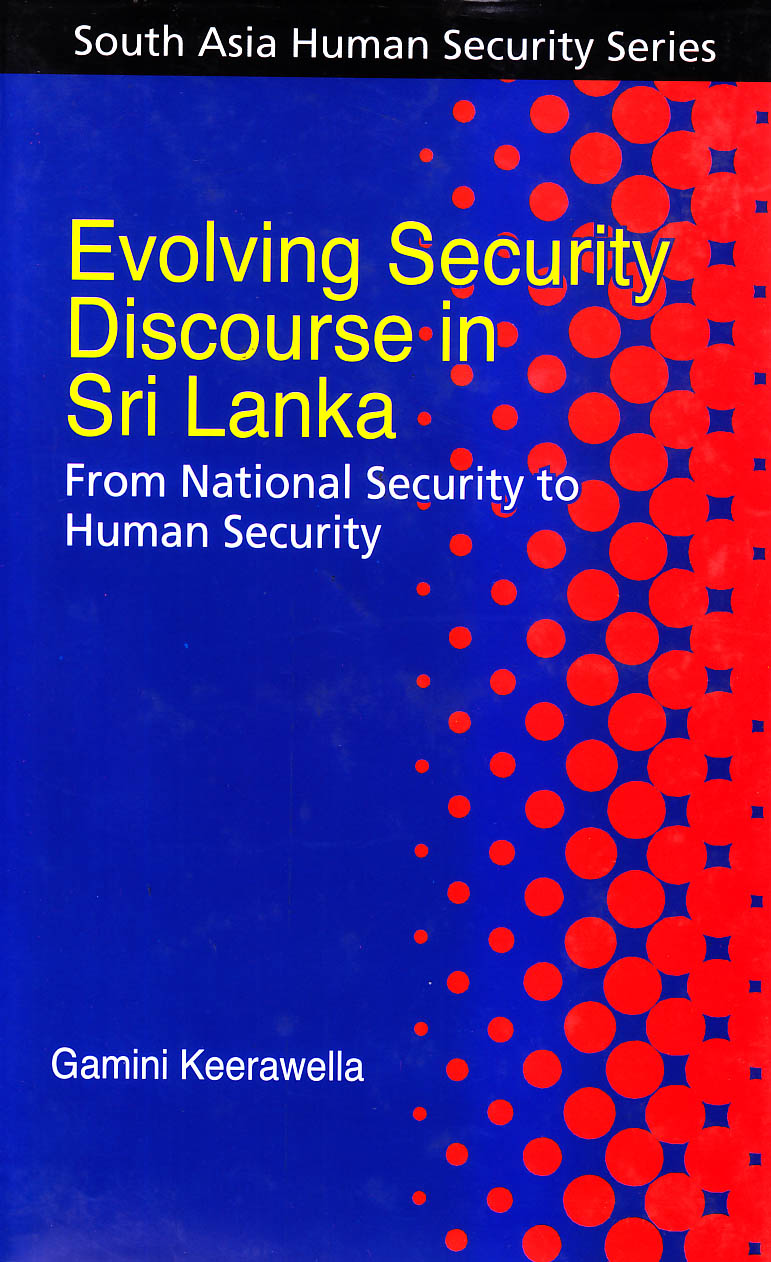 South Asia Human Security Series
Evolving Security
Discourse in
Sri Lanka
From National Security to
Human Security
Gamini Keerawella